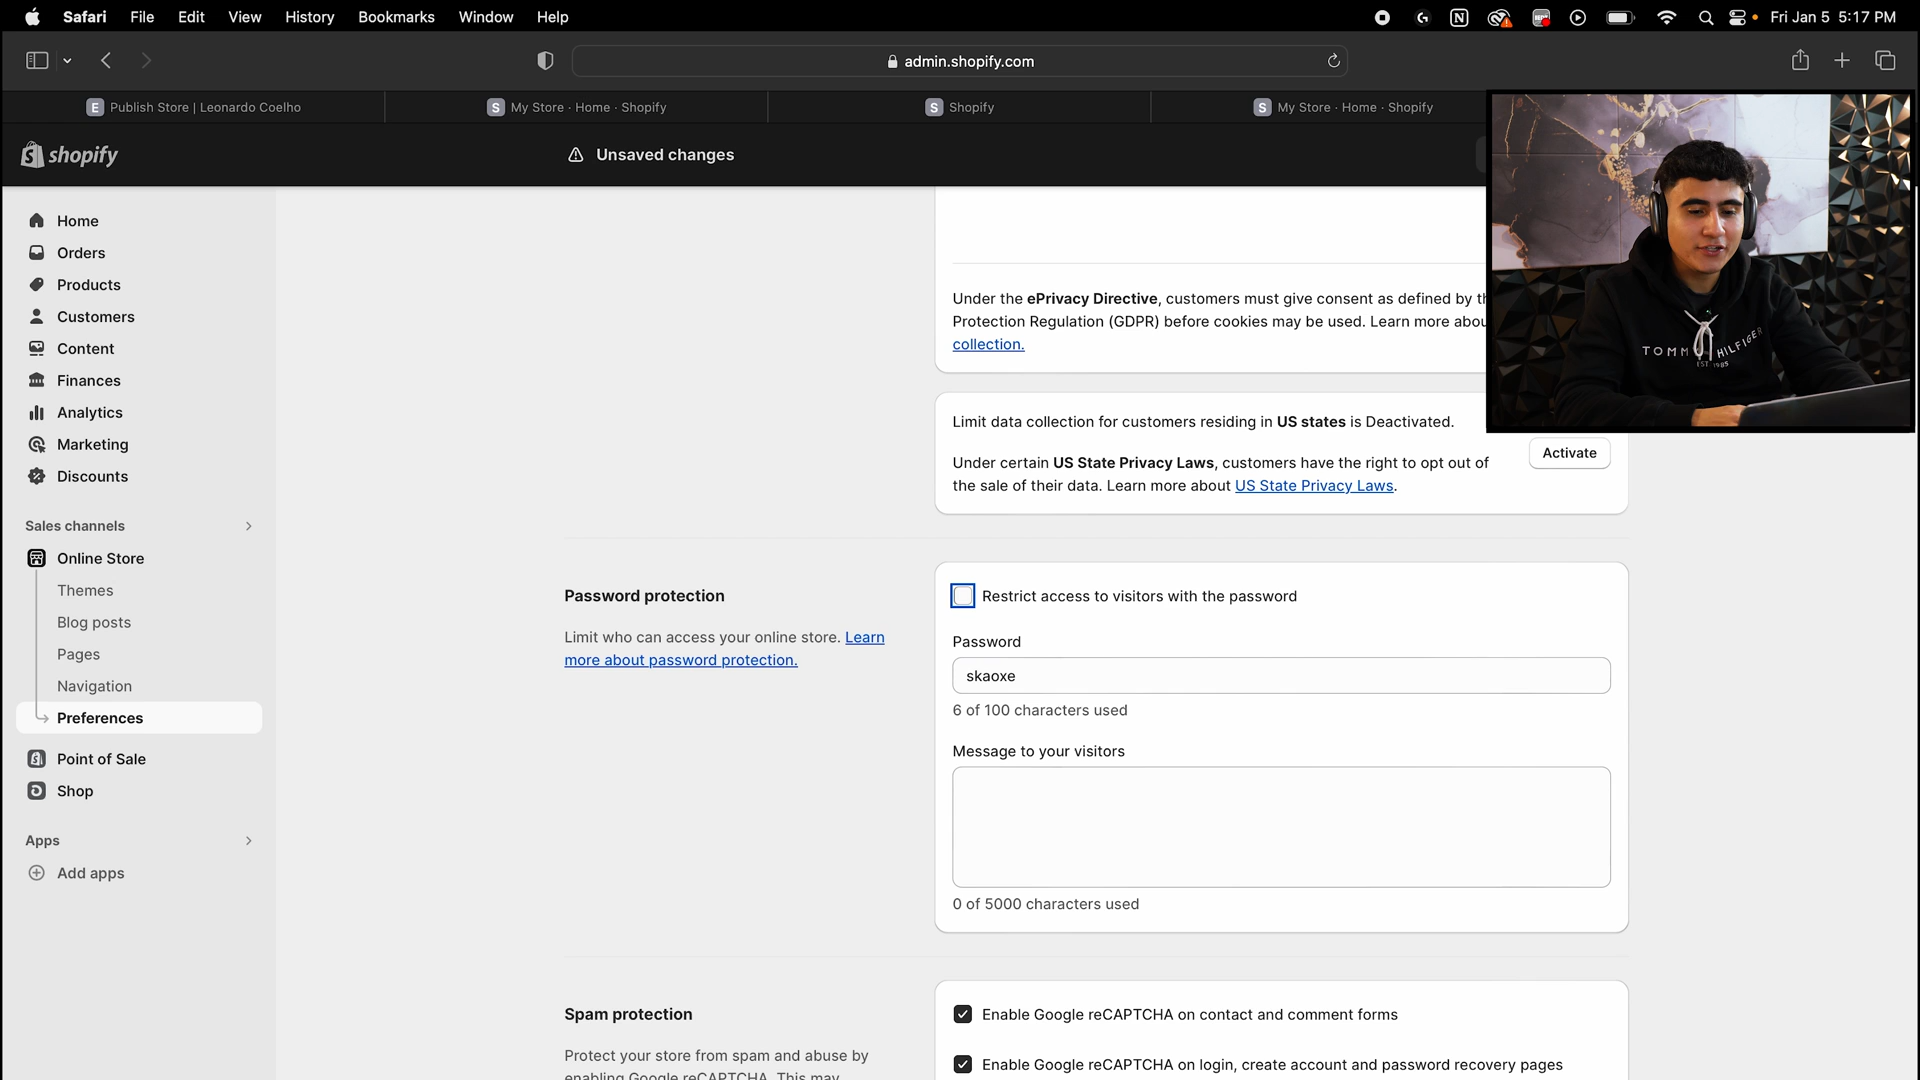 Safari File Edit View History Bookmarks Window Help
Fri Jan 5 5:17 PM
admin.shopify.com
E Publish Store | Leonardo Coelho
S My Store · Home · Shopify
S Shopify
S My Store · Home · Shopify
shopify
Unsaved changes
Home
Orders
Products
Customers
Content
Finances
Analytics
Marketing
Discounts
Sales channels
Online Store
Themes
Blog posts
Pages
Navigation
Preferences
Point of Sale
Shop
Apps
Add apps
Under the ePrivacy Directive, customers must give consent as defined by
Protection Regulation (GDPR) before cookies may be used. Learn more
collection.
Limit data collection for customers residing in US states is Deactivated.
Under certain US State Privacy Laws, customers have the right to opt out of
the sale of their data. Learn more about US State Privacy Laws.
Activate
Password protection
Limit who can access your online store. Learn
more about password protection.
Restrict access to visitors with the password
Password
skaoxe
6 of 100 characters used
Message to your visitors
0 of 5000 characters used
Spam protection
Protect your store from spam and abuse by
enabling Google reCAPTCHA. This may
Enable Google reCAPTCHA on contact and comment forms
Enable Google reCAPTCHA on login, create account and password recovery pages
TOMMY HILFIGER
EST 1985